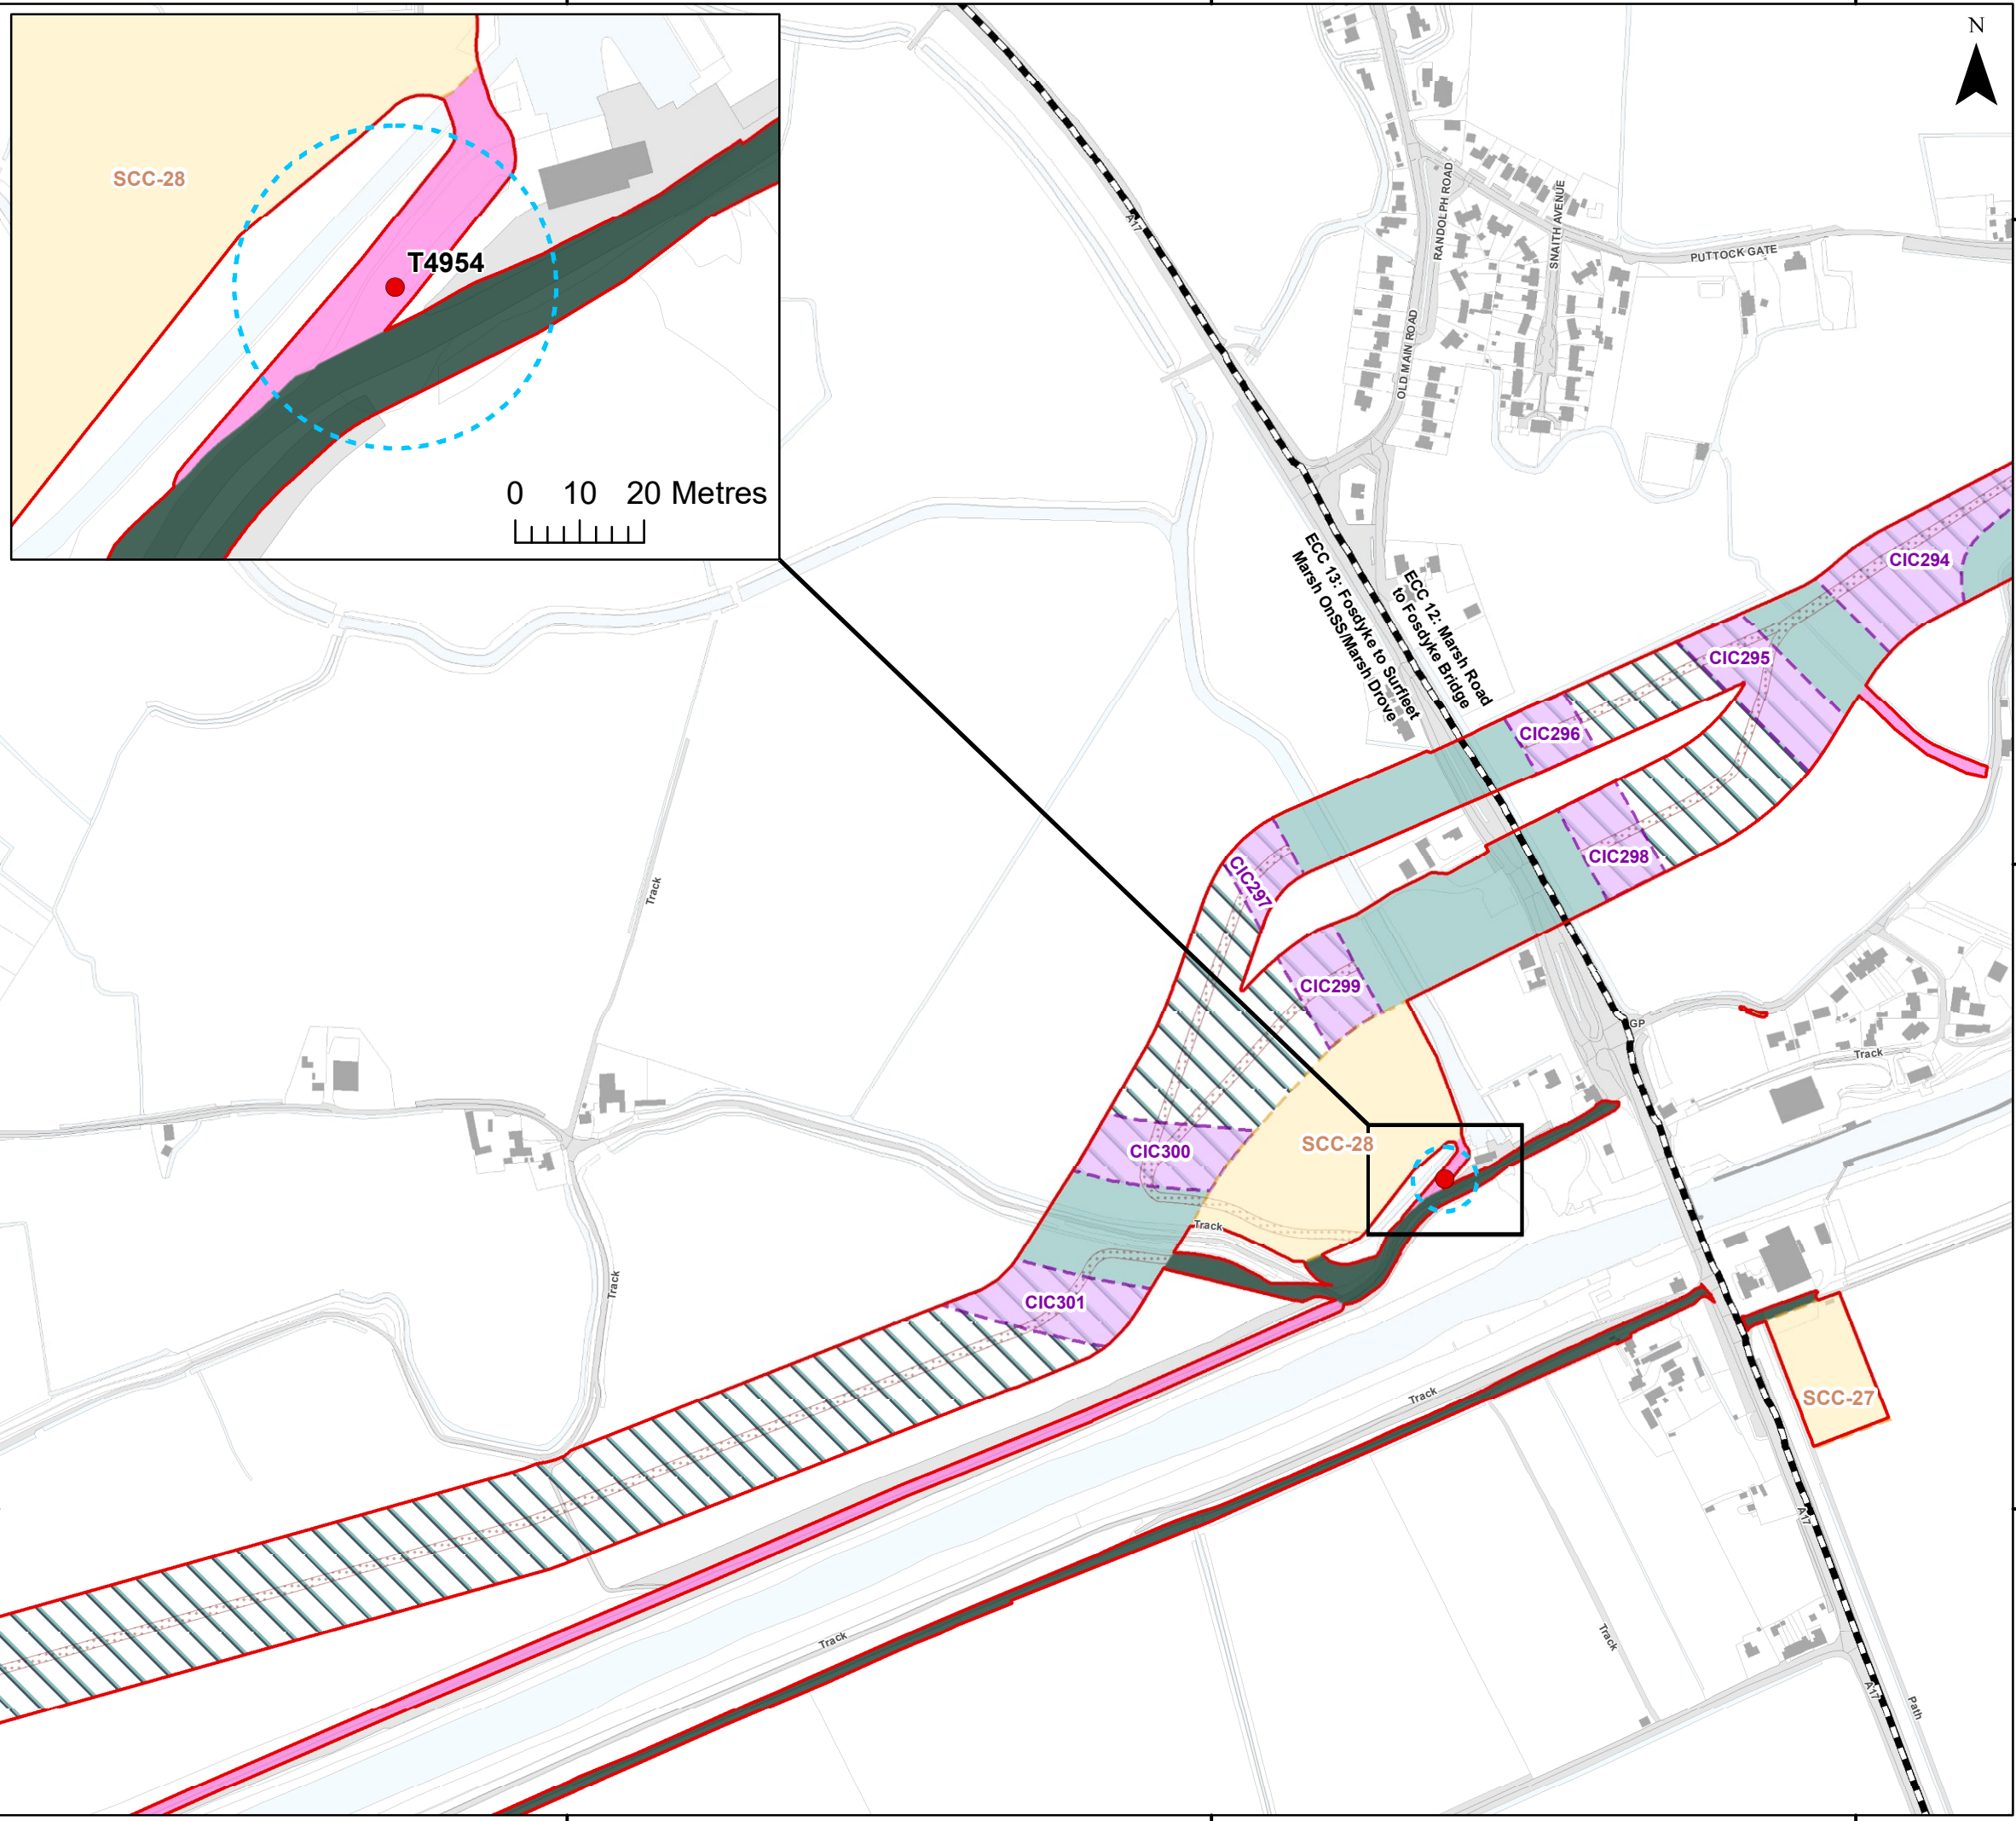 N
SCC-28
T4954
0 10 20 Metres
A17
RANDOLPH ROAD
SNAITH AVENUE
PUTTOCK GATE
OLD MAIN ROAD
ECC 13: Fosdyke to Surfleet
Marsh OnSS/Marsh Drove
ECC 12: Marsh Road
to Fosdyke Bridge
CIC294
CIC295
CIC296
CIC297
CIC298
Track
CIC299
GP
Track
CIC300
SCC-28
Track
Track
CIC301
Track
SCC-27
A17
Track
Track
A17
Path